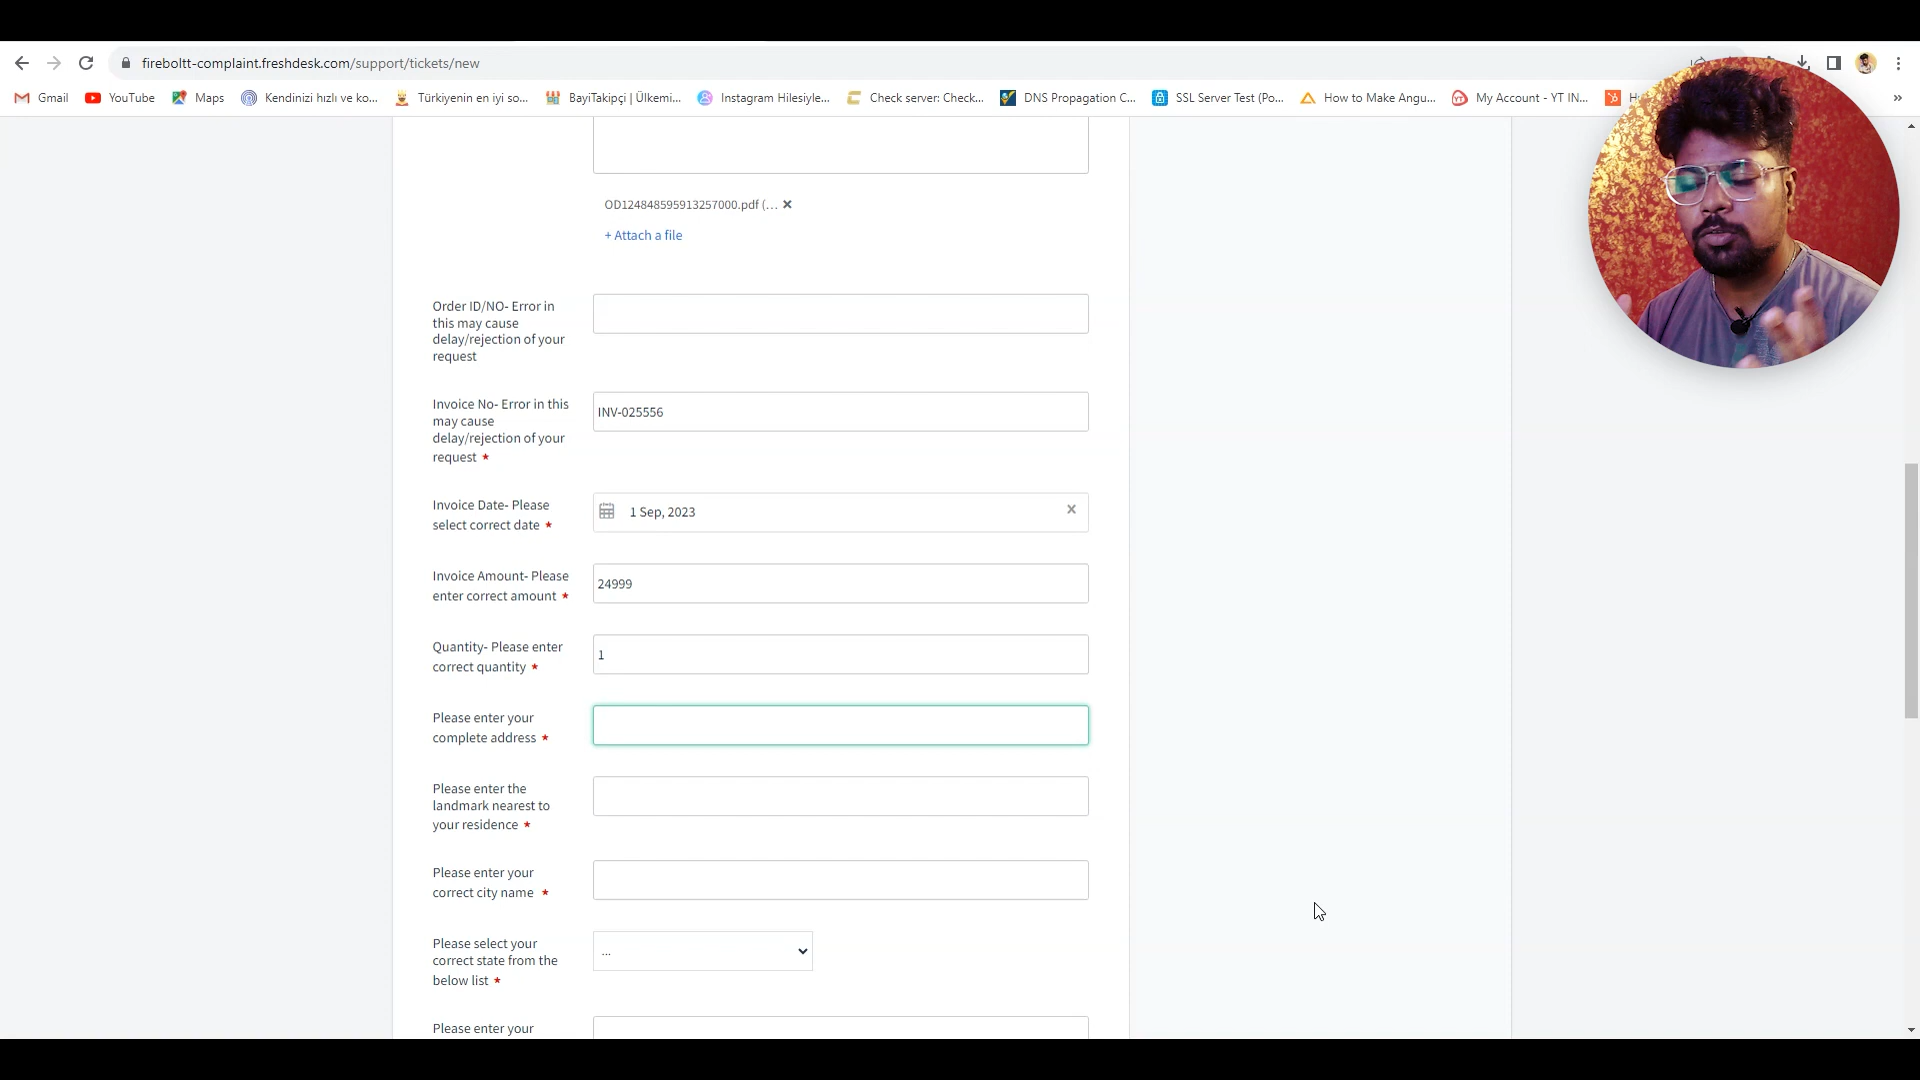 fireboltt-complaint.freshdesk.com/support/tickets/new
Gmail
YouTube
Maps
Kendinizi hızlı ve ko...
Türkiyenin en iyi so...
BayiTakipçi | Ülkemi...
Instagram Hilesiyle...
Check server: Check...
DNS Propagation C...
SSL Server Test (Po...
How to Make Angu...
My Account - YT IN...
»
OD124848595913257000.pdf (... ×
+ Attach a file
Order ID/NO- Error in
this may cause
delay/rejection of your
request
Invoice No- Error in this
may cause
delay/rejection of your
request *
INV-025556
Invoice Date- Please
select correct date *
1 Sep, 2023
×
Invoice Amount- Please
enter correct amount *
24999
Quantity- Please enter
correct quantity *
1
Please enter your
complete address *
Please enter the
landmark nearest to
your residence *
Please enter your
correct city name *
Please select your
correct state from the
below list *
...
Please enter your